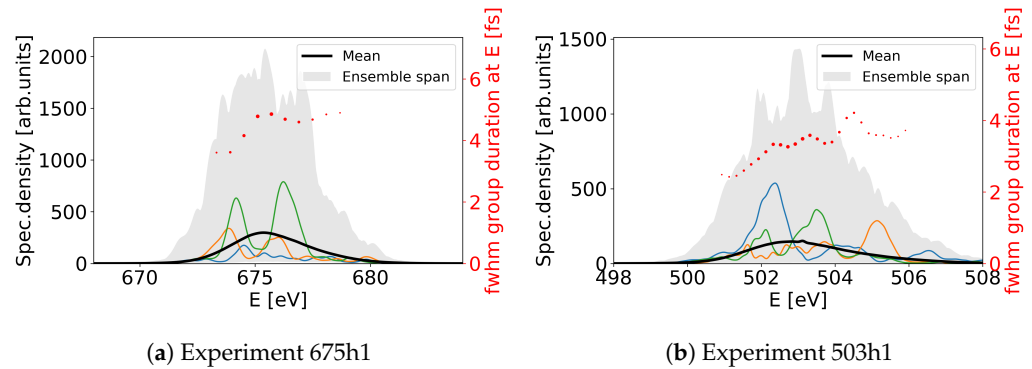 Spec.density [arb.units]
2000
1500
1000
500
0
670
675
680
E [eV]
Mean
Ensemble span
6
4
2
0
fwhm group duration at E [fs]
(a) Experiment 675h1
Spec.density [arb.units]
1500
1000
500
0
498
500
502
504
506
508
E [eV]
Mean
Ensemble span
6
4
2
0
fwhm group duration at E [fs]
(b) Experiment 503h1